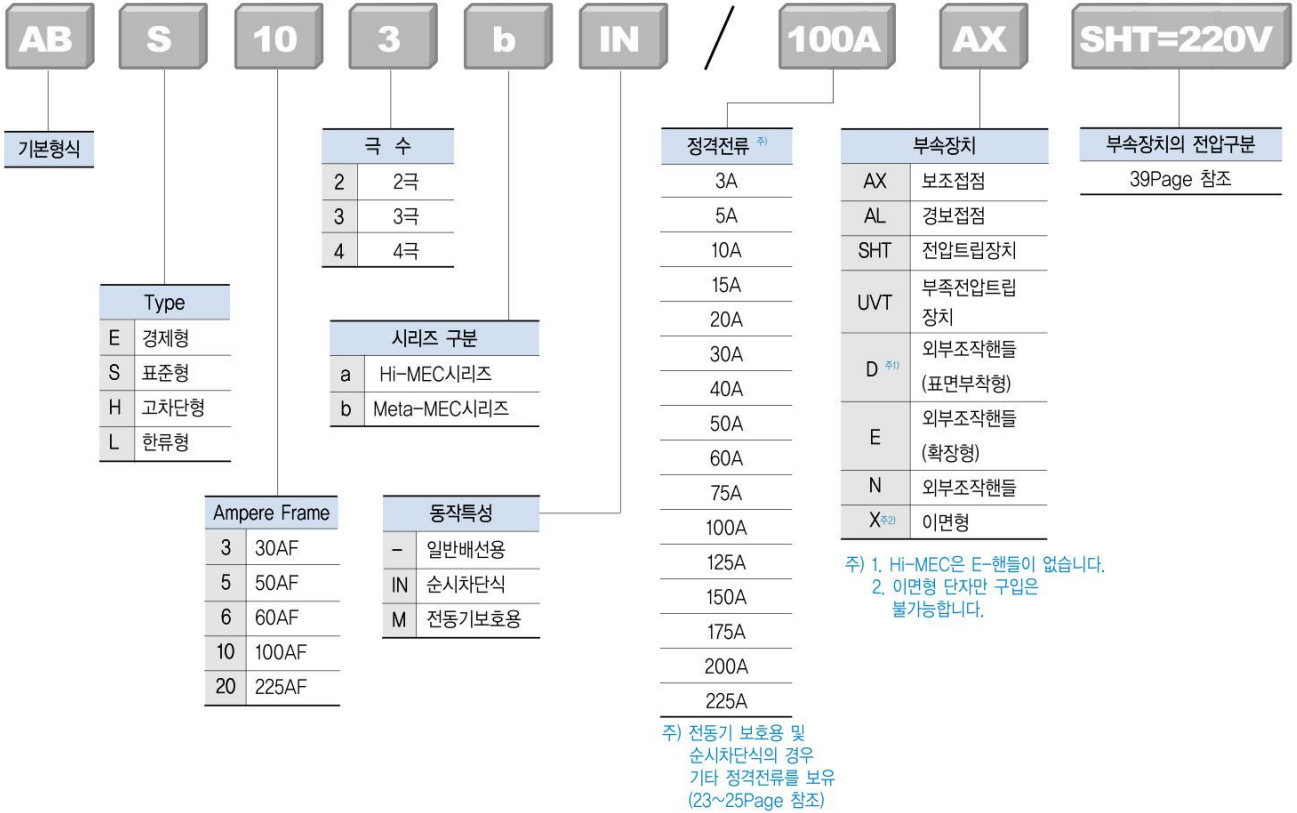 AB S 10 3 b IN / 100A AX SHT=220V
기본형식
Type
E 경제형
S 표준형
H 고차단형
L 한류형
Ampere Frame
3 30AF
5 50AF
6 60AF
10 100AF
20 225AF
극 수
2 2극
3 3극
4 4극
시리즈 구분
a Hi-MEC시리즈
b Meta-MEC시리즈
동작특성
- 일반배선용
IN 순시차단식
M 전동기보호용
정격전류 주)
3A
5A
10A
15A
20A
30A
40A
50A
60A
75A
100A
125A
150A
175A
200A
225A
주) 전동기 보호용 및
순시차단식의 경우
기타 정격전류를 보유
(23~25Page 참조)
부속장치
AX 보조접점
AL 경보접점
SHT 전압트립장치
UVT 부족전압트립
장치
D 주1) 외부조작핸들
(표면부착형)
E 외부조작핸들
(확장형)
N 외부조작핸들
X주2) 이면형
주) 1. Hi-MEC은 E-핸들이 없습니다.
2. 이면형 단자만 구입은
불가능합니다.
부속장치의 전압구분
39Page 참조